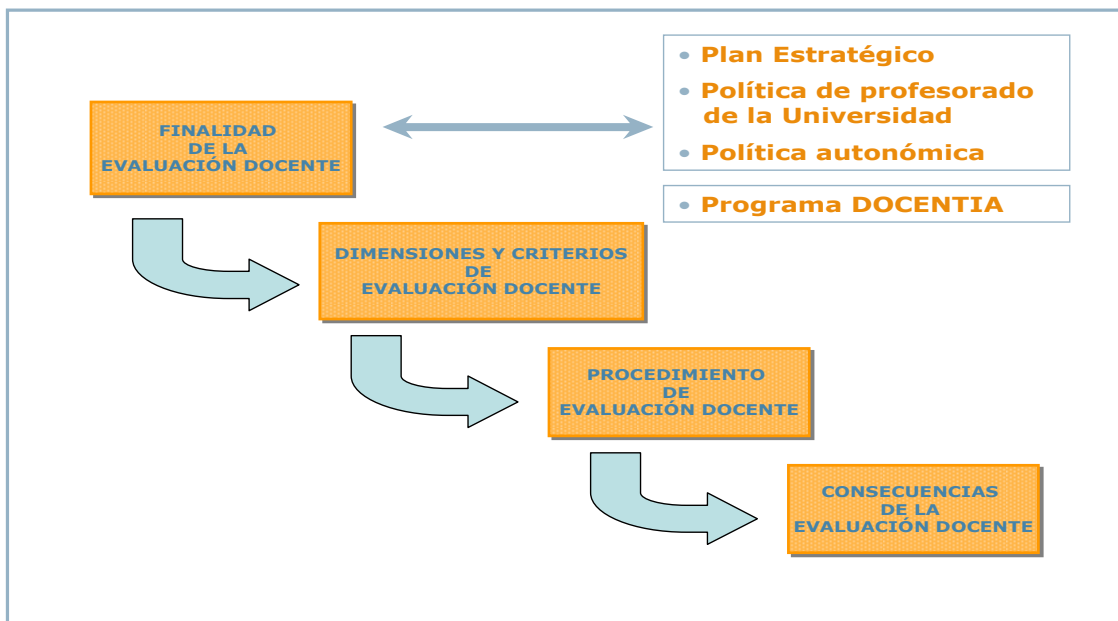 • Plan Estratégico
• Política de profesorado
de la Universidad
• Política autonómica
• Programa DOCENTIA
FINALIDAD
DE LA
EVALUACIÓN DOCENTE
DIMENSIONES Y CRITERIOS
DE
EVALUACIÓN DOCENTE
PROCEDIMIENTO
DE
EVALUACIÓN DOCENTE
CONSECUENCIAS
DE LA
EVALUACIÓN DOCENTE